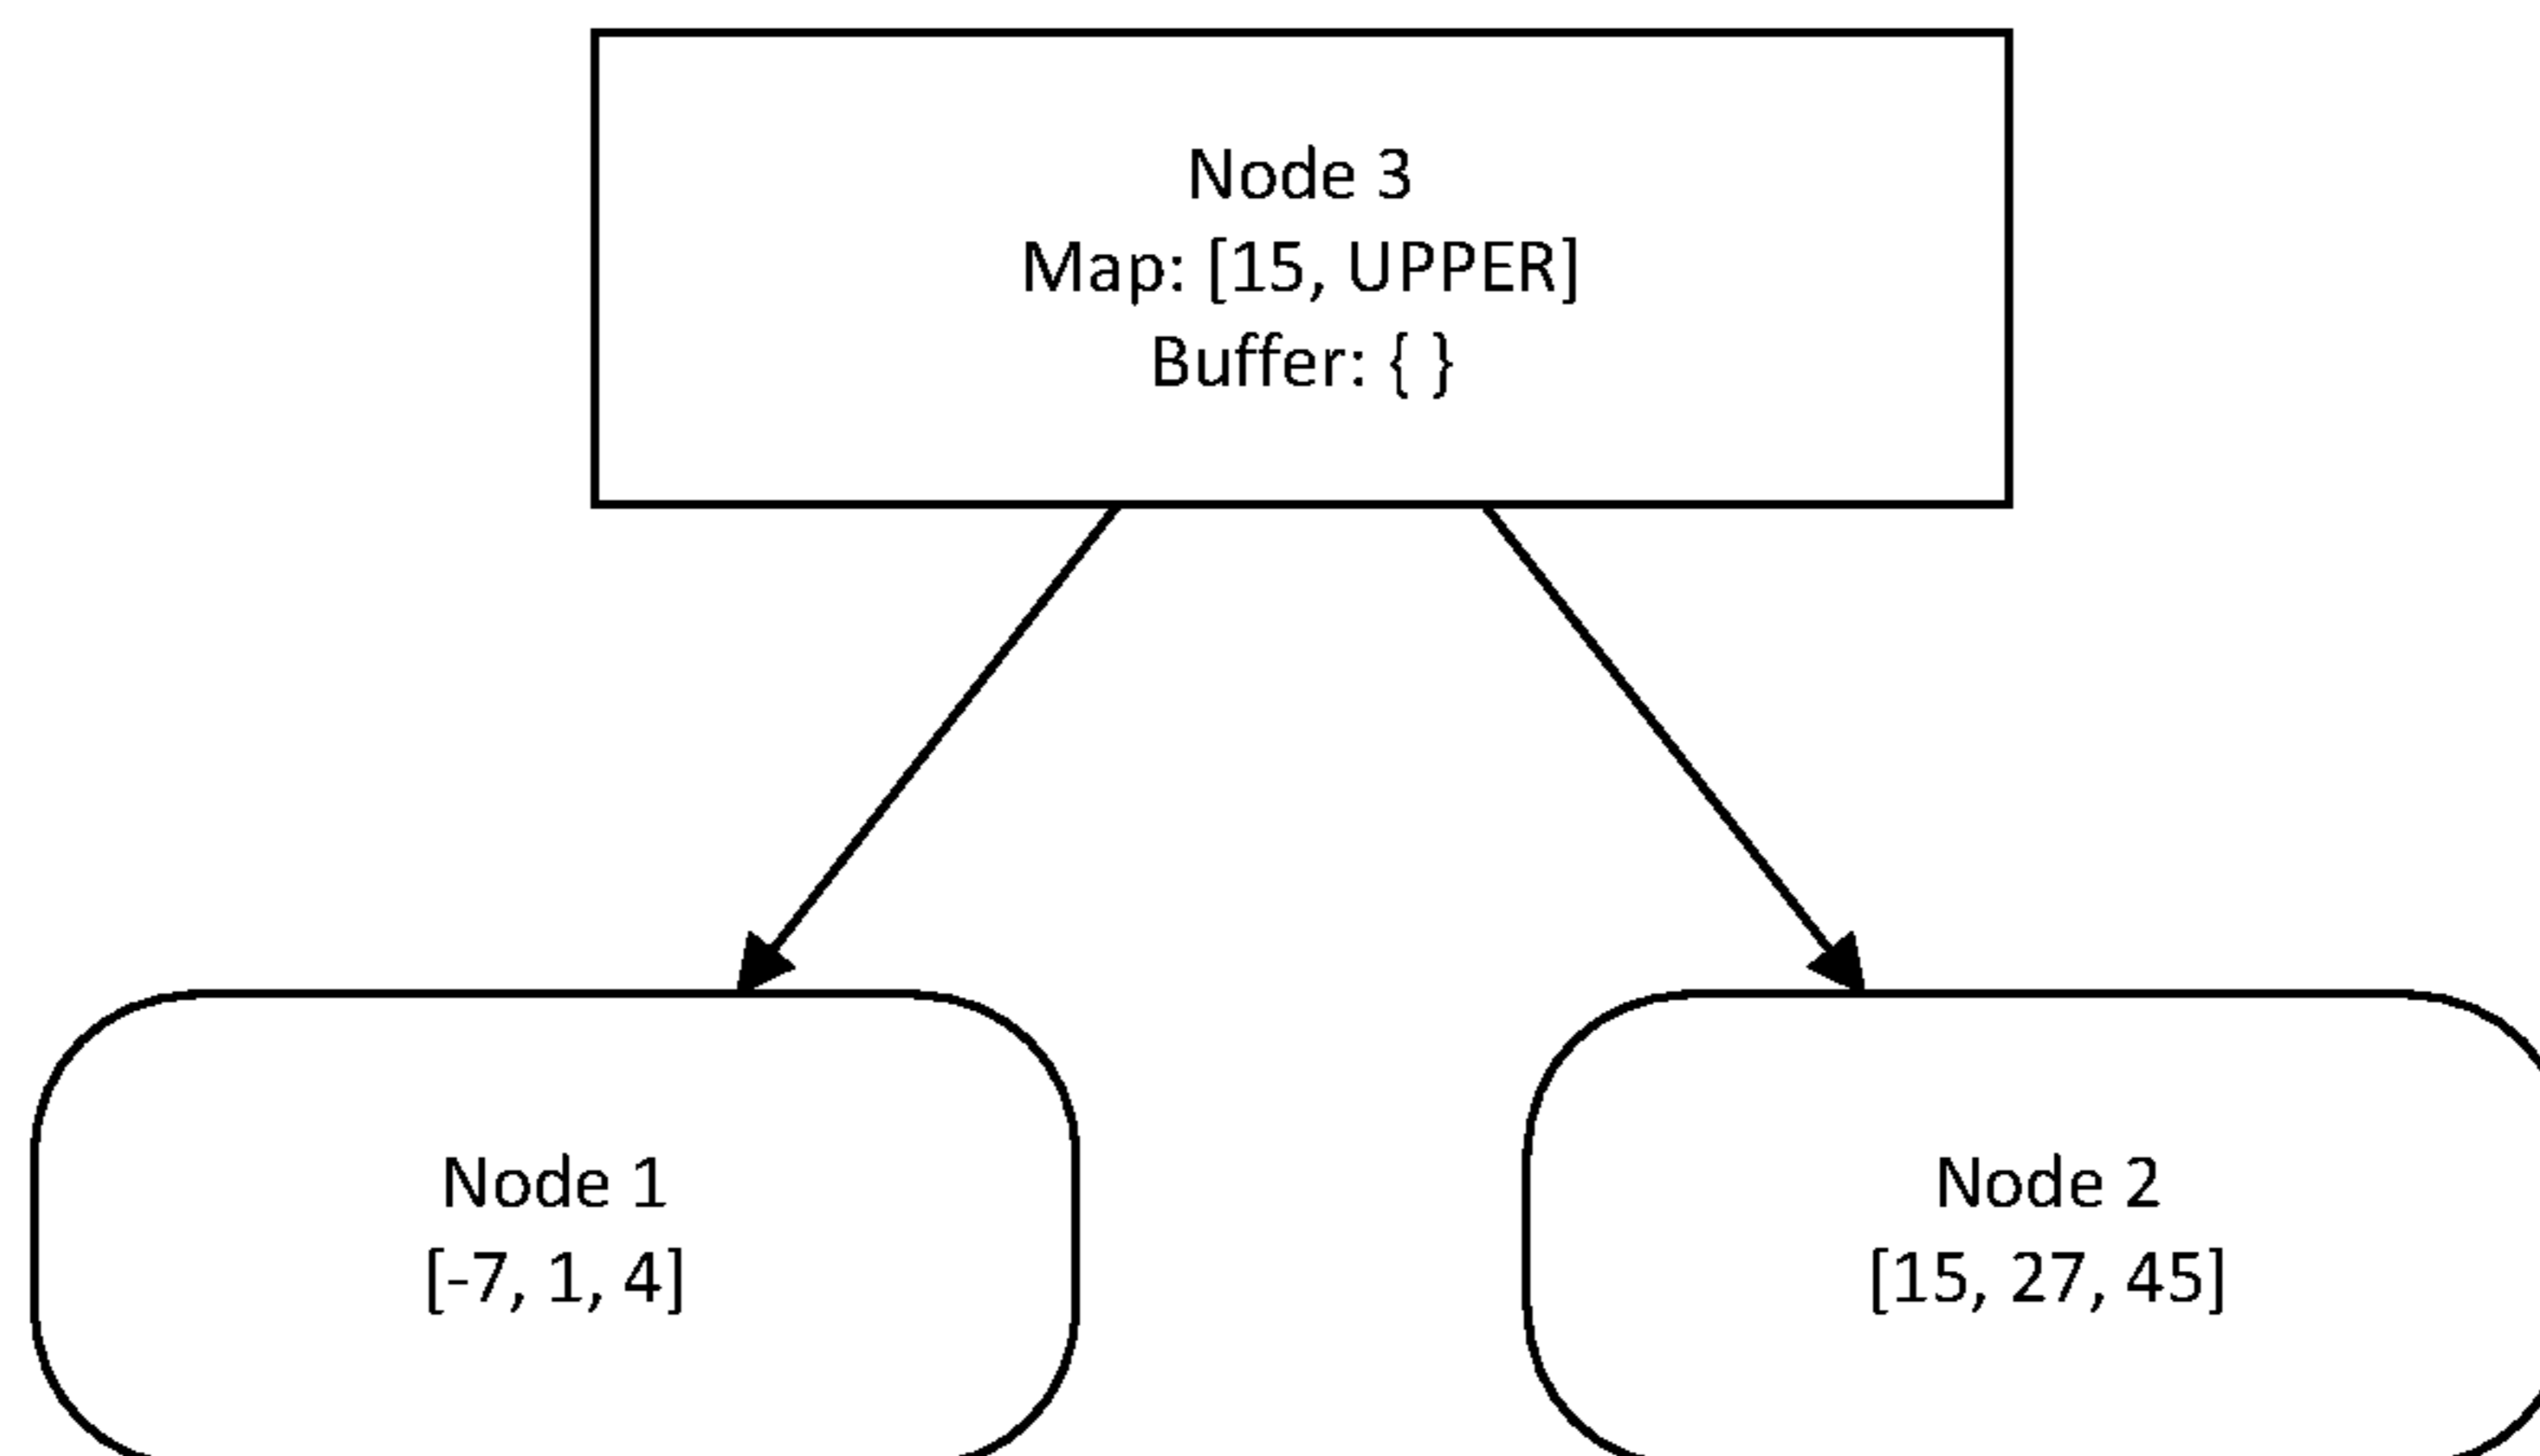 Node 3
Map: [15, UPPER]
Buffer: { }
Node 1
[-7, 1, 4]
Node 2
[15, 27, 45]